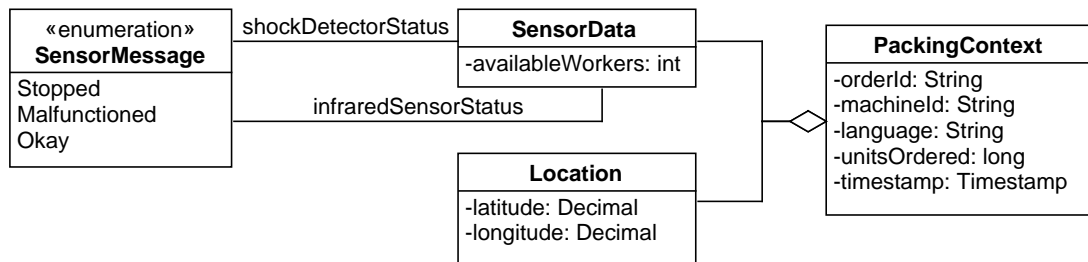 «enumeration»
SensorMessage
Stopped
Malfunctioned
Okay
shockDetectorStatus
infraredSensorStatus
SensorData
-availableWorkers: int
Location
-latitude: Decimal
-longitude: Decimal
PackingContext
-orderId: String
-machineId: String
-language: String
-unitsOrdered: long
-timestamp: Timestamp